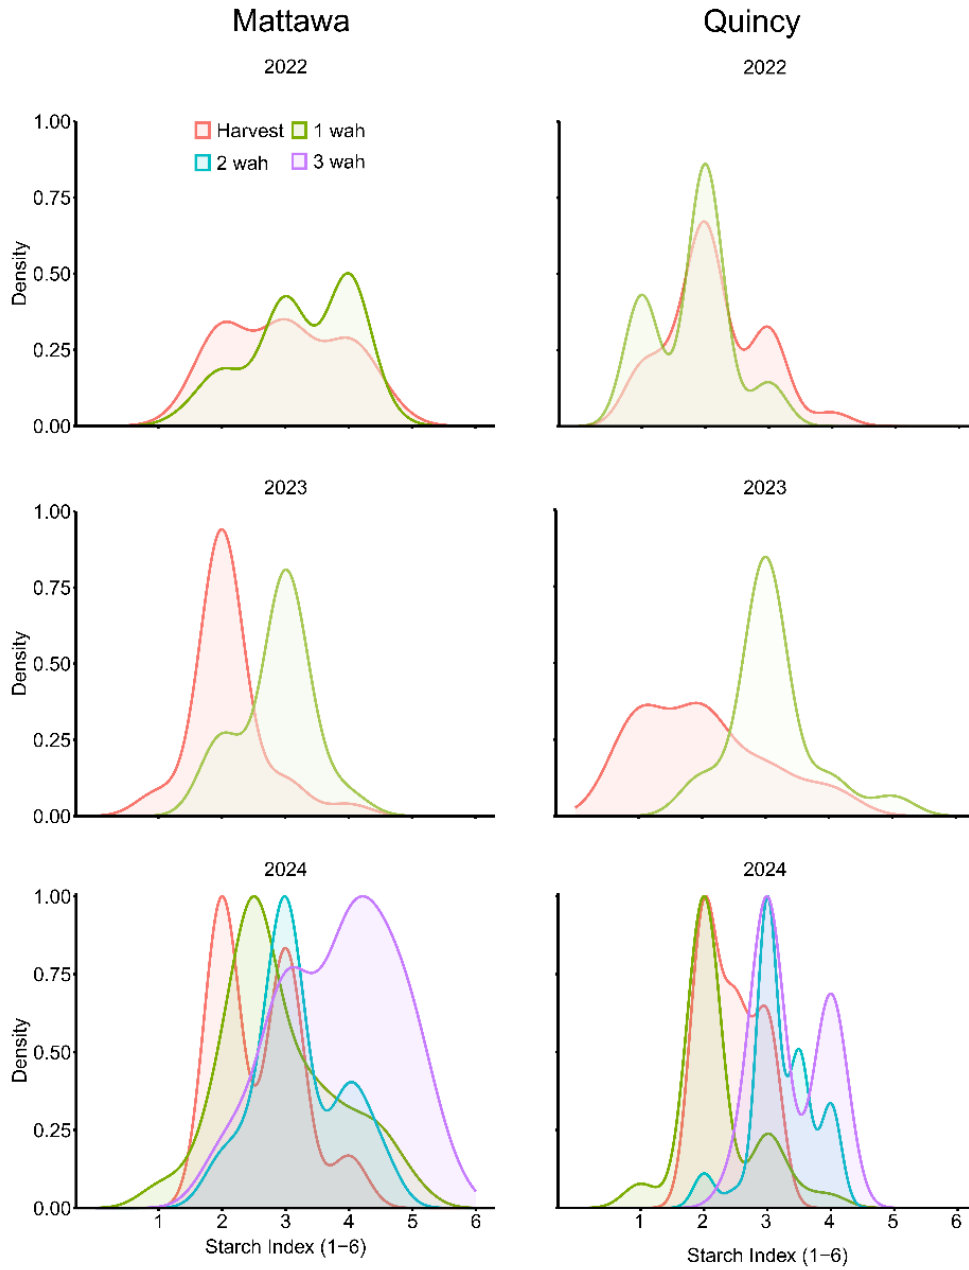 Mattawa Quincy
2022 2022
1.00
Harvest 1 wah
2 wah 3 wah
0.75
0.50
0.25
0.00
Density
2023 2023
1.00
0.75
0.50
0.25
0.00
Density
2024 2024
1.00
0.75
0.50
0.25
0.00
Density
1 2 3 4 5 6 1 2 3 4 5 6
Starch Index (1–6) Starch Index (1–6)